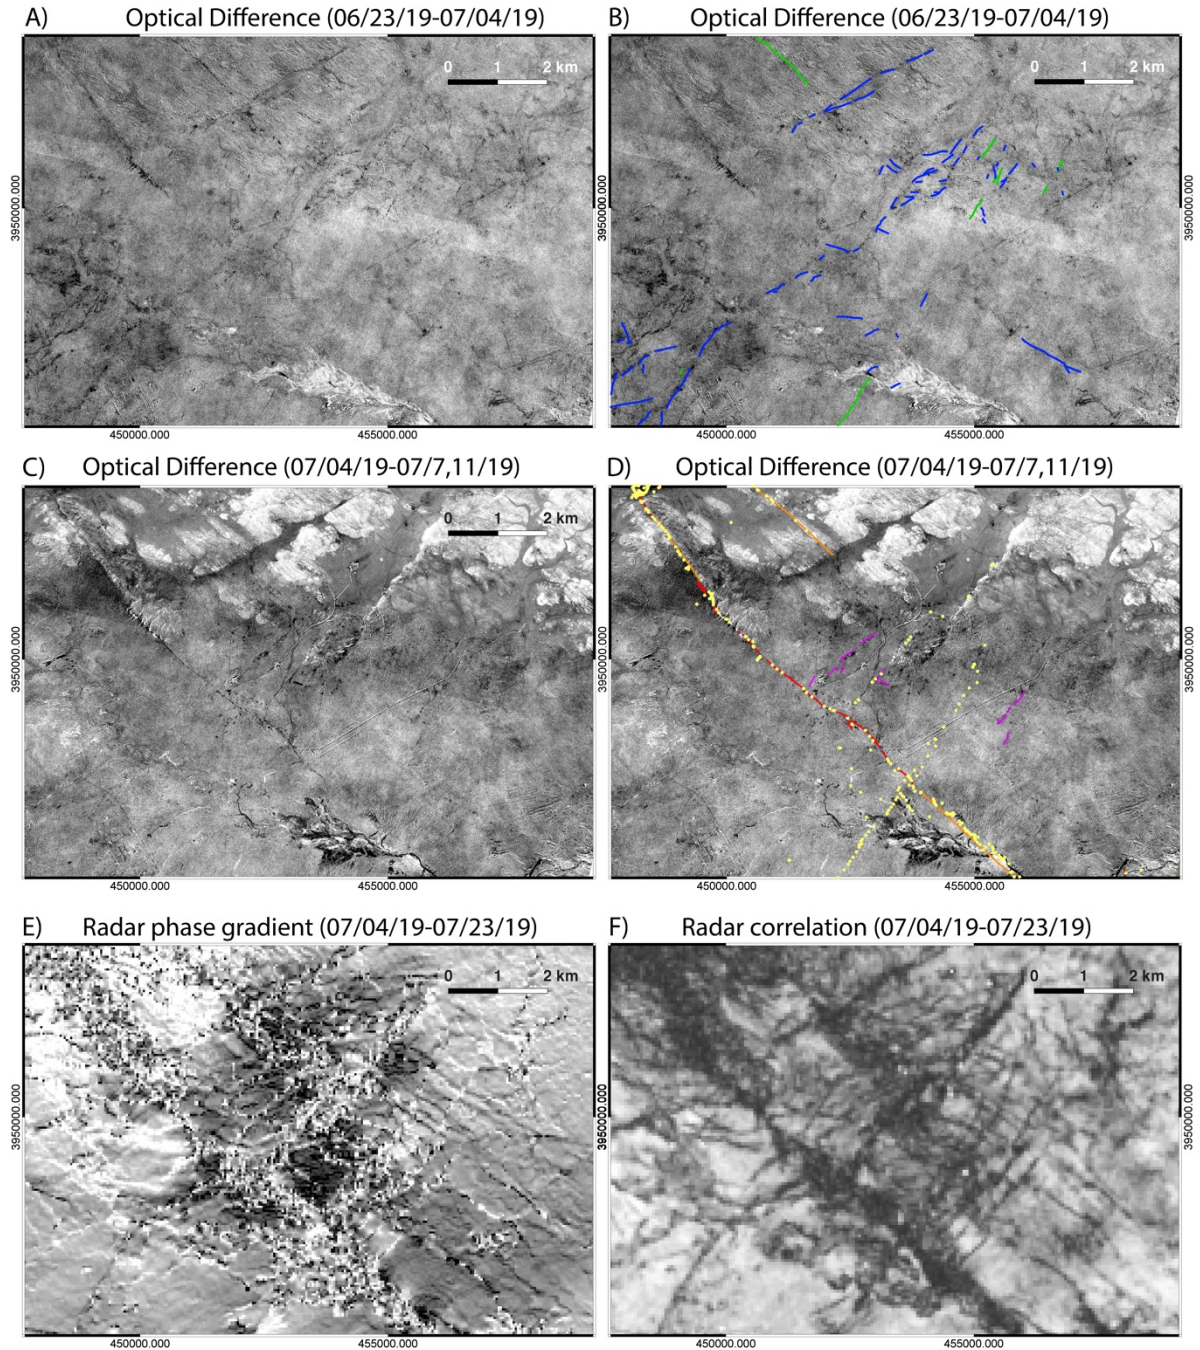 A) Optical Difference (06/23/19-07/04/19)
B) Optical Difference (06/23/19-07/04/19)
0 1 2 km
0 1 2 km
3950000.000
3950000.000
450000.000 455000.000
450000.000 455000.000
C) Optical Difference (07/04/19-07/7,11/19)
D) Optical Difference (07/04/19-07/7,11/19)
0 1 2 km
0 1 2 km
3950000.000
3950000.000
3950000.000
450000.000 455000.000
450000.000 455000.000
E) Radar phase gradient (07/04/19-07/23/19)
F) Radar correlation (07/04/19-07/23/19)
0 1 2 km
0 1 2 km
3950000.000
3950000.000
3950000.000
450000.000 455000.000
450000.000 455000.000